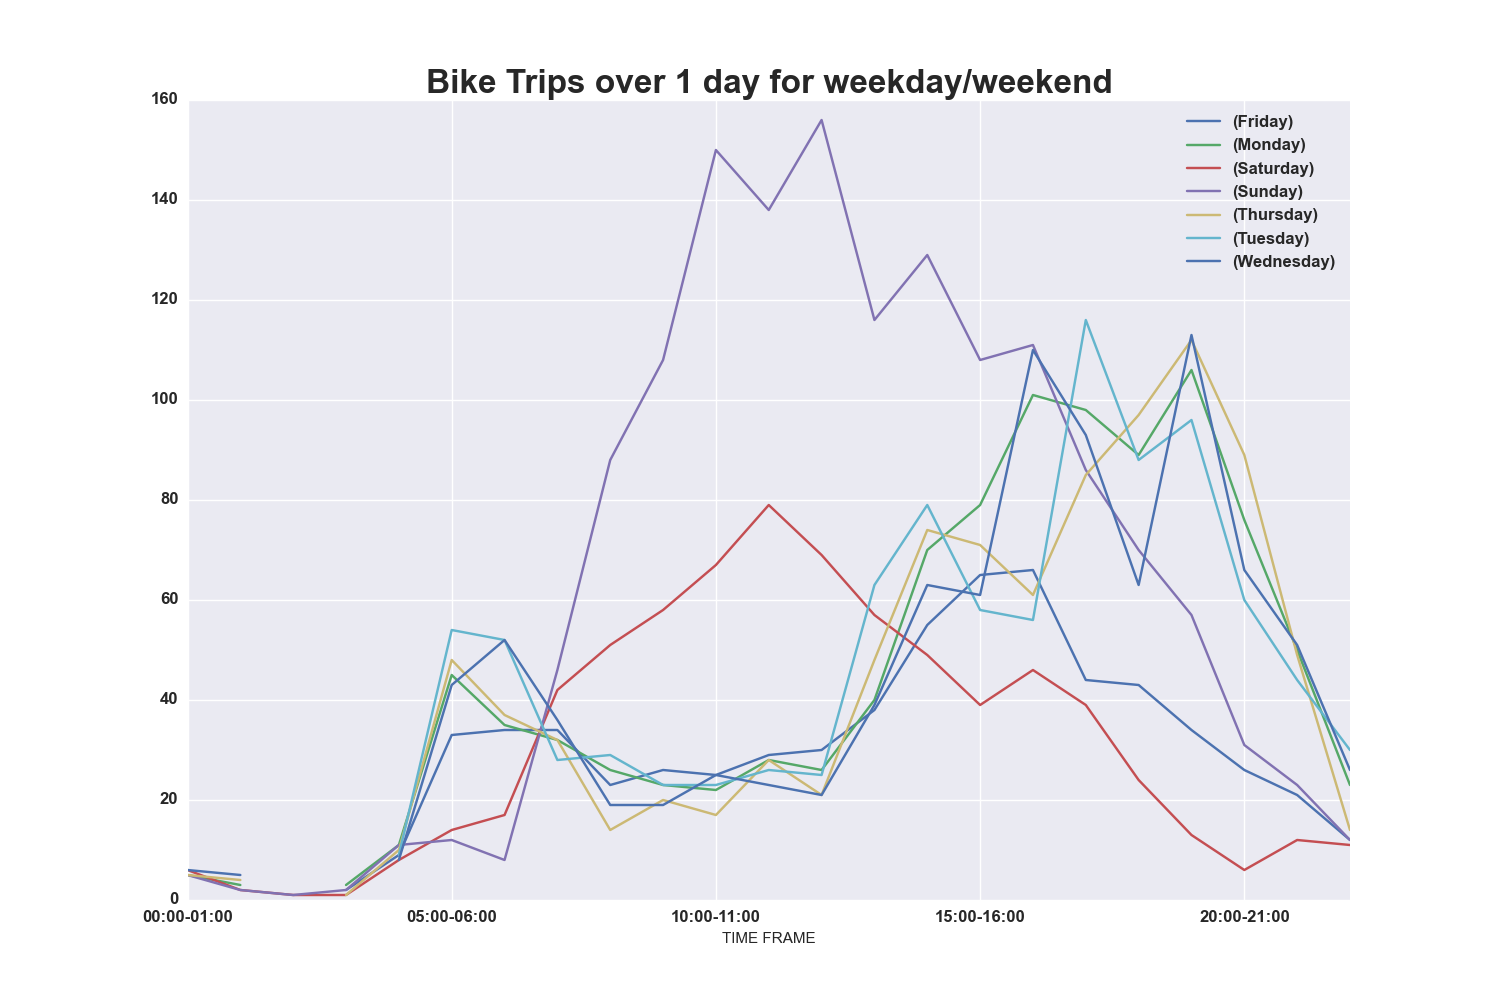 Bike Trips over 1 day for weekday/weekend
160
140
120
100
80
60
40
20
0
(Friday)
(Monday)
(Saturday)
(Sunday)
(Thursday)
(Tuesday)
(Wednesday)
00:00-01:00 05:00-06:00 10:00-11:00 15:00-16:00 20:00-21:00
TIME FRAME